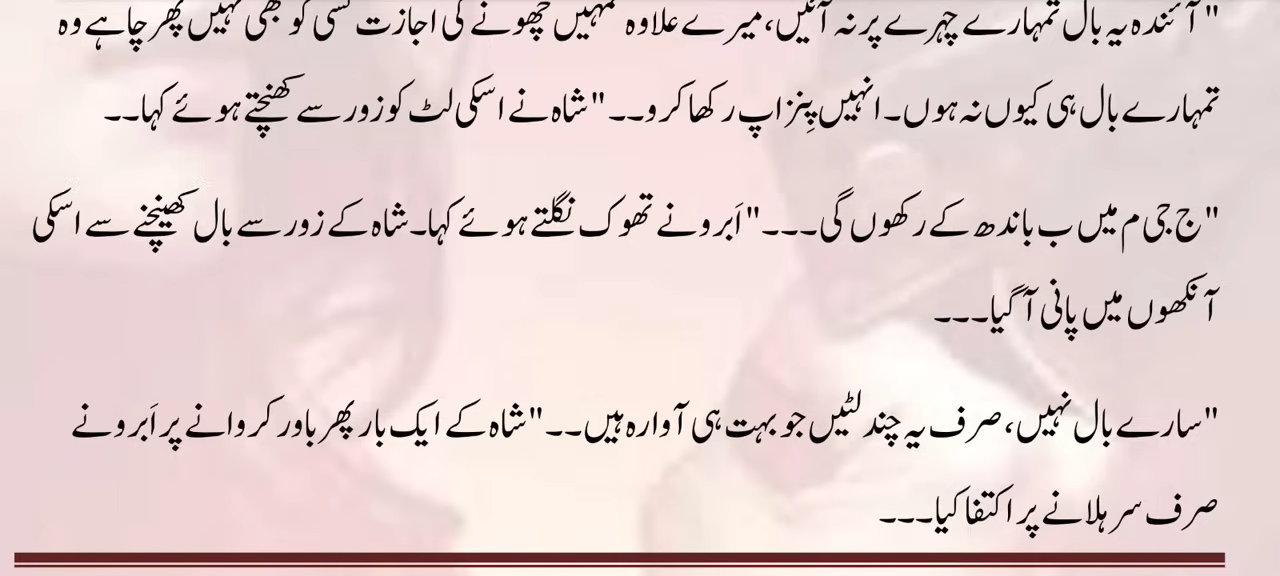 "آئندہ یہ بال تمہارے چہرے پر نہ آئیں، میرے علاوہ تمہیں چھونے کی اجازت کسی کو بھی نہیں پھر چاہے وہ
تمہارے بال ہی کیوں نہ ہوں۔ انہیں پِنز اپ رکھا کرو۔۔" شاہ نے اسکی لٹ کو زور سے کھنچتے ہوئے کہا۔۔
"ج جی م میں ب باندھ کے رکھوں گی۔۔۔" اَبرو نے تھوک نگلتے ہوئے کہا۔ شاہ کے زور سے بال کھینچنے سے اسکی
آنکھوں میں پانی آگیا۔۔۔
"سارے بال نہیں، صرف یہ چند لٹیں جو بہت ہی آوارہ ہیں۔۔" شاہ کے ایک بار پھر باور کروانے پر اَبرو نے
صرف سر ہلانے پر اکتفا کیا۔۔۔